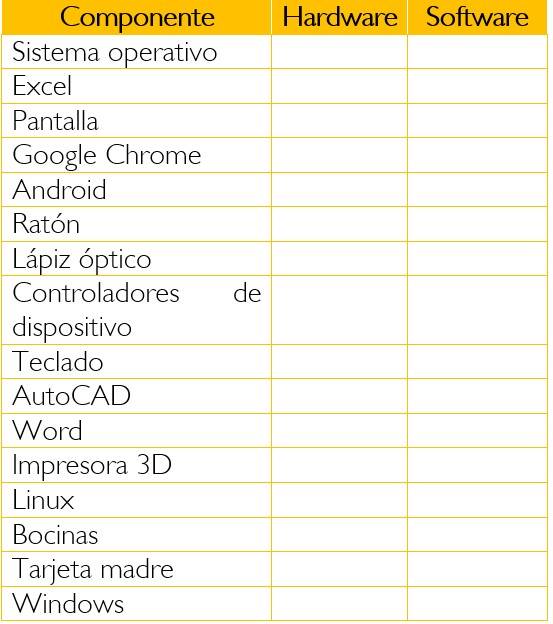 Componente Hardware Software
Sistema operativo
Excel
Pantalla
Google Chrome
Android
Ratón
Lápiz óptico
Controladores de
dispositivo
Teclado
AutoCAD
Word
Impresora 3D
Linux
Bocinas
Tarjeta madre
Windows